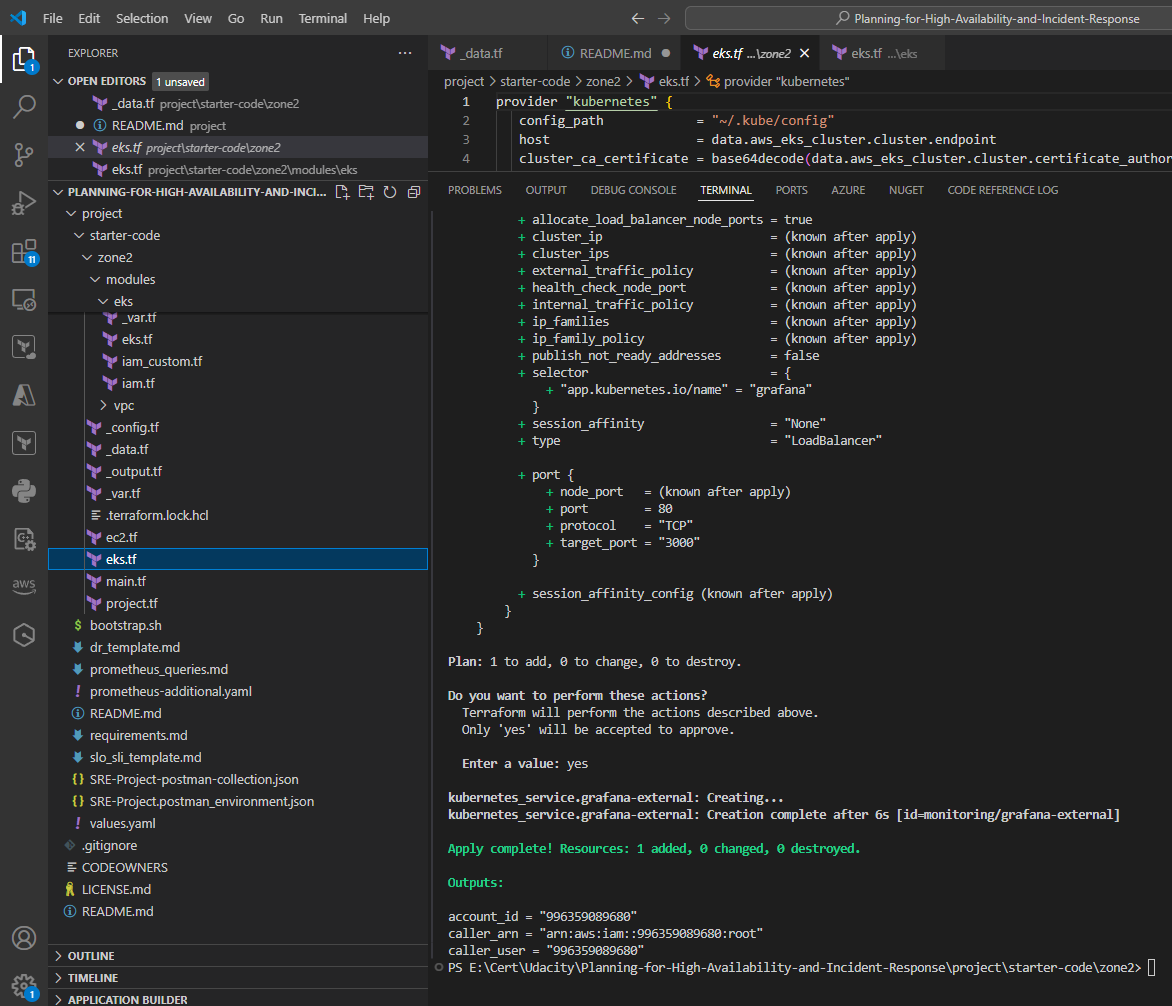 File Edit Selection View Go Run Terminal Help
Planning-for-High-Availability-and-Incident-Response
EXPLORER
OPEN EDITORS 1 unsaved
_data.tf project\starter-code\zone2
README.md project
eks.tf project\starter-code\zone2
eks.tf project\starter-code\zone2\modules\eks
PLANNING-FOR-HIGH-AVAILABILITY-AND-INCI...
project
starter-code
zone2
modules
eks
_var.tf
eks.tf
iam_custom.tf
iam.tf
vpc
_config.tf
_data.tf
_output.tf
_var.tf
.terraform.lock.hcl
ec2.tf
eks.tf
main.tf
project.tf
bootstrap.sh
dr_template.md
prometheus_queries.md
prometheus-additional.yaml
README.md
requirements.md
slo_sli_template.md
SRE-Project-postman-collection.json
SRE-Project.postman_environment.json
values.yaml
.gitignore
CODEOWNERS
LICENSE.md
README.md
OUTLINE
TIMELINE
APPLICATION BUILDER
1
11
aws
1
_data.tf README.md eks.tf ...\zone2 eks.tf ...\eks
project > starter-code > zone2 > eks.tf > provider "kubernetes"
1 provider "kubernetes" {
2 config_path = "~/.kube/config"
3 host = data.aws_eks_cluster.cluster.endpoint
4 cluster_ca_certificate = base64decode(data.aws_eks_cluster.cluster.certificate_author
PROBLEMS OUTPUT DEBUG CONSOLE TERMINAL PORTS AZURE NUGET CODE REFERENCE LOG
+ allocate_load_balancer_node_ports = true
+ cluster_ip = (known after apply)
+ cluster_ips = (known after apply)
+ external_traffic_policy = (known after apply)
+ health_check_node_port = (known after apply)
+ internal_traffic_policy = (known after apply)
+ ip_families = (known after apply)
+ ip_family_policy = (known after apply)
+ publish_not_ready_addresses = false
+ selector = {
+ "app.kubernetes.io/name" = "grafana"
}
+ session_affinity = "None"
+ type = "LoadBalancer"
+ port {
+ node_port = (known after apply)
+ port = 80
+ protocol = "TCP"
+ target_port = "3000"
}
+ session_affinity_config (known after apply)
}
}
Plan: 1 to add, 0 to change, 0 to destroy.
Do you want to perform these actions?
Terraform will perform the actions described above.
Only 'yes' will be accepted to approve.
Enter a value: yes
kubernetes_service.grafana-external: Creating...
kubernetes_service.grafana-external: Creation complete after 6s [id=monitoring/grafana-external]
Apply complete! Resources: 1 added, 0 changed, 0 destroyed.
Outputs:
account_id = "996359089680"
caller_arn = "arn:aws:iam::996359089680:root"
caller_user = "996359089680"
PS E:\Cert\Udacity\Planning-for-High-Availability-and-Incident-Response\project\starter-code\zone2>